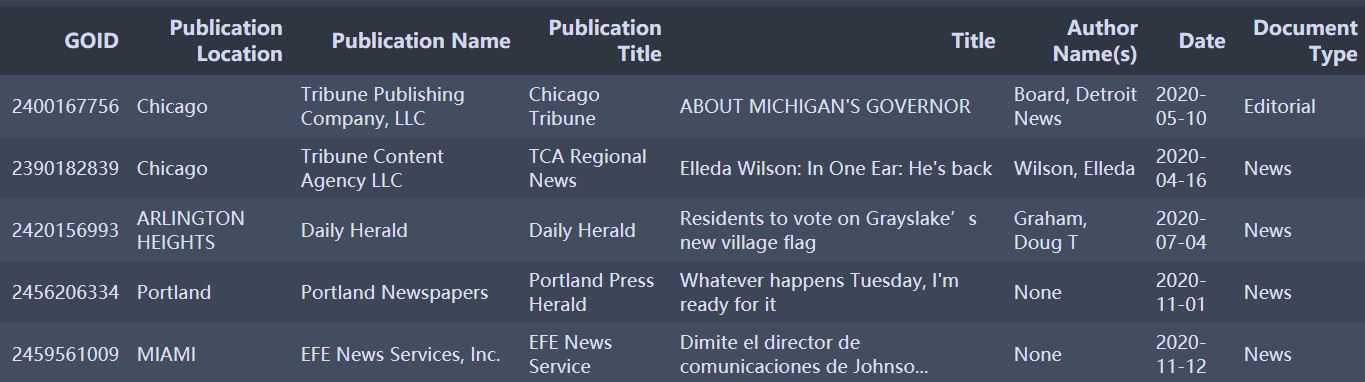 GOID Publication Location Publication Name Publication Title Title Author Name(s) Date Document Type
2400167756 Chicago Tribune Publishing Company, LLC Chicago Tribune ABOUT MICHIGAN'S GOVERNOR Board, Detroit News 2020-05-10 Editorial
2390182839 Chicago Tribune Content Agency LLC TCA Regional News Elleda Wilson: In One Ear: He's back Wilson, Elleda 2020-04-16 News
2420156993 ARLINGTON HEIGHTS Daily Herald Daily Herald Residents to vote on Grayslake’s new village flag Graham, Doug T 2020-07-04 News
2456206334 Portland Portland Newspapers Portland Press Herald Whatever happens Tuesday, I'm ready for it None 2020-11-01 News
2459561009 MIAMI EFE News Services, Inc. EFE News Service Dimite el director de comunicaciones de Johnso... None 2020-11-12 News